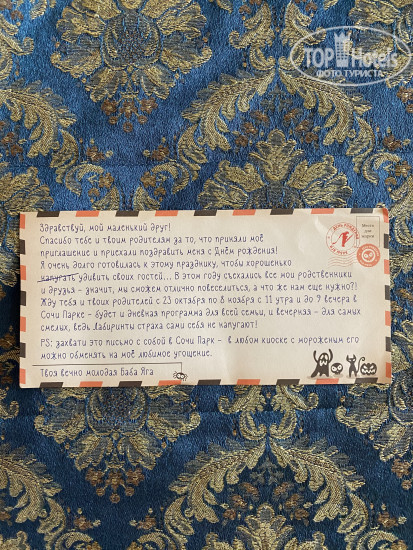 TopHotels
ФОТО ТУРИСТА
Здравствуй, мой маленький друг!
Спасибо тебе и твоим родителям за то, что приняли моё
приглашение и приехали поздравить меня с Днём рождения!
Я очень долго готовилась к этому празднику, чтобы хорошенько
напугать удивить своих гостей... В этом году съехались все мои родственники
и друзья - значит, мы сможем отлично повеселиться, а что же нам еще нужно?!
Жду тебя и твоих родителей с 23 октября по 8 ноября с 11 утра и до 9 вечера в
Сочи Парке - будет и дневная программа для всей семьи, и вечерняя - для самых
смелых, ведь лабиринты страха сами себя не напугают!
PS: захвати это письмо с собой в Сочи Парк - в любом киоске с мороженым его
можно обменять на моё любимое угощение.
Твоя вечно молодая Баба Яга